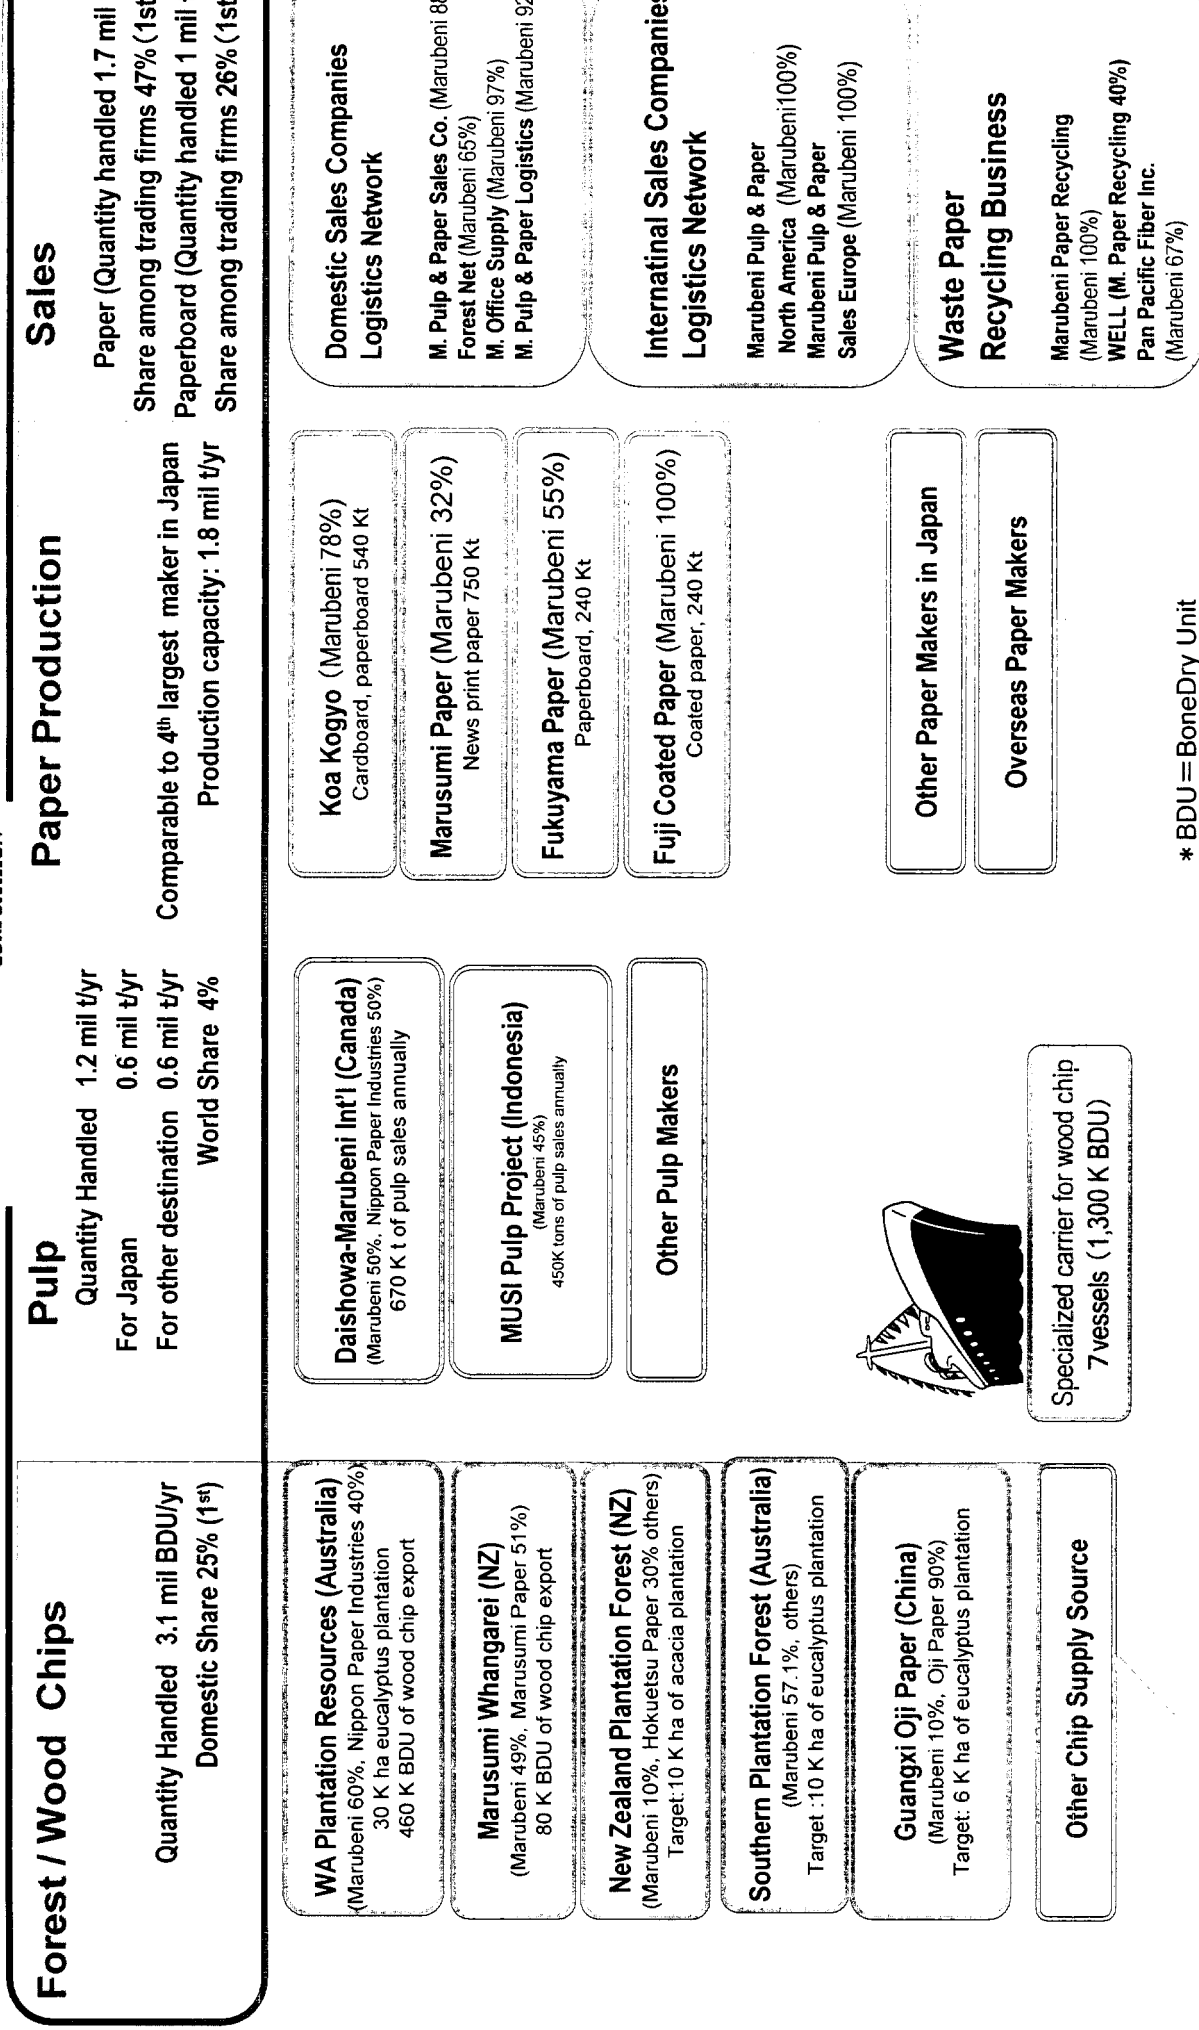 Forest / Wood Chips
Quantity Handled 3.1 mil BDU/yr
Domestic Share 25% (1st)
WA Plantation Resources (Australia)
(Marubeni 60%, Nippon Paper Industries 40%)
30 K ha eucalyptus plantation
460 K BDU of wood chip export
Marusumi Whangarei (NZ)
(Marubeni 49%, Marusumi Paper 51%)
80 K BDU of wood chip export
New Zealand Plantation Forest (NZ)
(Marubeni 10%, Hokuetsu Paper 30% others)
Target:10 K ha of acacia plantation
Southern Plantation Forest (Australia)
(Marubeni 57.1%, others)
Target :10 K ha of eucalyptus plantation
Guangxi Oji Paper (China)
(Marubeni 10%, Oji Paper 90%)
Target: 6 K ha of eucalyptus plantation
Other Chip Supply Source
Pulp
Quantity Handled 1.2 mil t/yr
For Japan 0.6 mil t/yr
For other destination 0.6 mil t/yr
World Share 4%
Daishowa-Marubeni Int'l (Canada)
(Marubeni 50%, Nippon Paper Industries 50%)
670 K t of pulp sales annually
MUSI Pulp Project (Indonesia)
(Marubeni 45%)
450K tons of pulp sales annually
Other Pulp Makers
Specialized carrier for wood chip
7vessels (1,300 K BDU)
Paper Production
Comparable to 4th largest maker in Japan
Production capacity: 1.8 mil t/yr
Koa Kogyo (Marubeni 78%)
Cardboard, paperboard 540 Kt
Marusumi Paper (Marubeni 32%)
News print paper 750 Kt
Fukuyama Paper (Marubeni 55%)
Paperboard, 240 Kt
Fuji Coated Paper (Marubeni 100%)
Coated paper, 240 Kt
Other Paper Makers in Japan
Overseas Paper Makers
* BDU=BoneDry Unit
Sales
Paper (Quantity handled 1.7 mil
Share among trading firms 47% (1st
Paperboard (Quantity handled 1 mil
Share among trading firms 26% (1st
Domestic Sales Companies
Logistics Network
M. Pulp & Paper Sales Co. (Marubeni 88
Forest Net (Marubeni 65%)
M. Office Supply (Marubeni 97%)
M. Pulp & Paper Logistics (Marubeni 92
Internatinal Sales Companies
Logistics Network
Marubeni Pulp & Paper
North America (Marubeni100%)
Marubeni Pulp & Paper
Sales Europe (Marubeni 100%)
Waste Paper
Recycling Business
Marubeni Paper Recycling
(Marubeni 100%)
WELL (M. Paper Recycling 40%)
Pan Pacific Fiber Inc.
(Marubeni 67%)